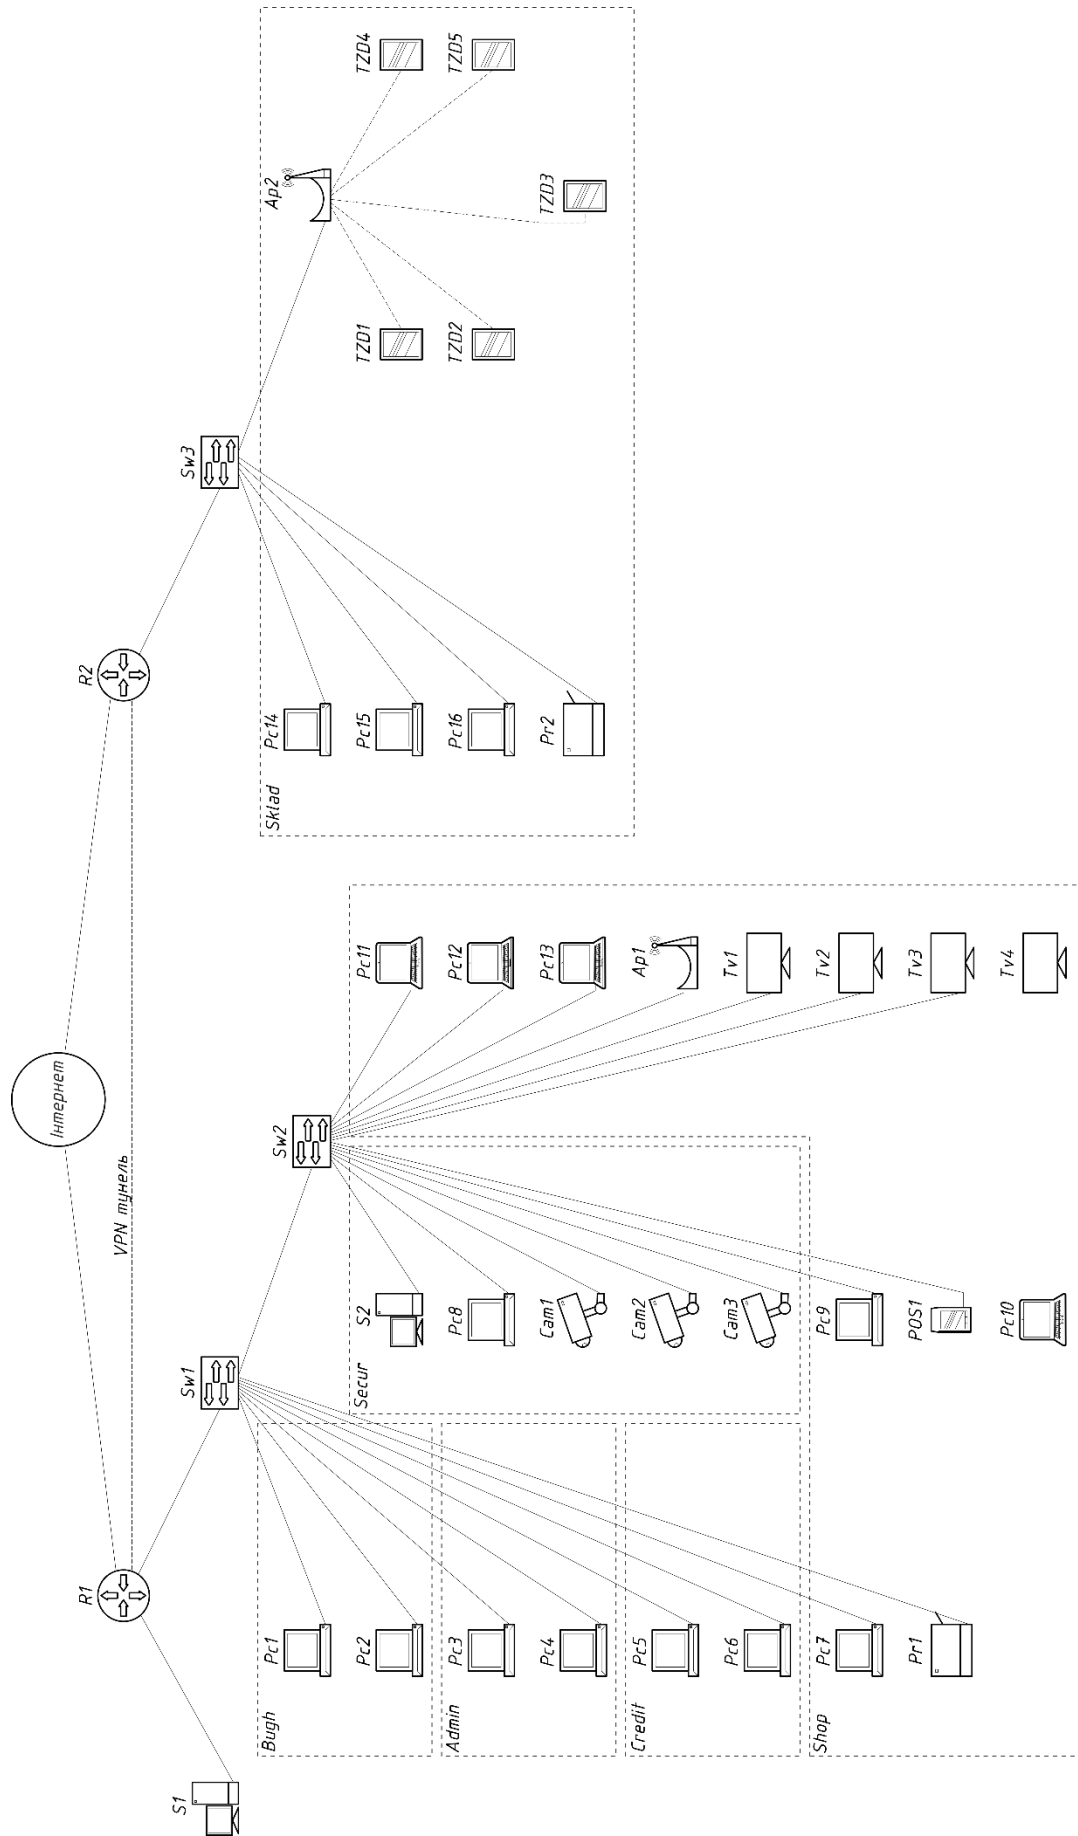 Інтернет
VPN тунель
R1
R2
S1
Sw1
Sw2
Sw3
Bugh
Pc1
Pc2
Admin
Pc3
Pc4
Credit
Pc5
Pc6
Shop
Pc7
Pr1
Secur
S2
Pc8
Cam1
Cam2
Cam3
Pc9
POS1
Pc10
Pc11
Pc12
Pc13
Ap1
Tv1
Tv2
Tv3
Tv4
Sklad
Pc14
Pc15
Pc16
Pr2
Ap2
TZD1
TZD2
TZD3
TZD4
TZD5